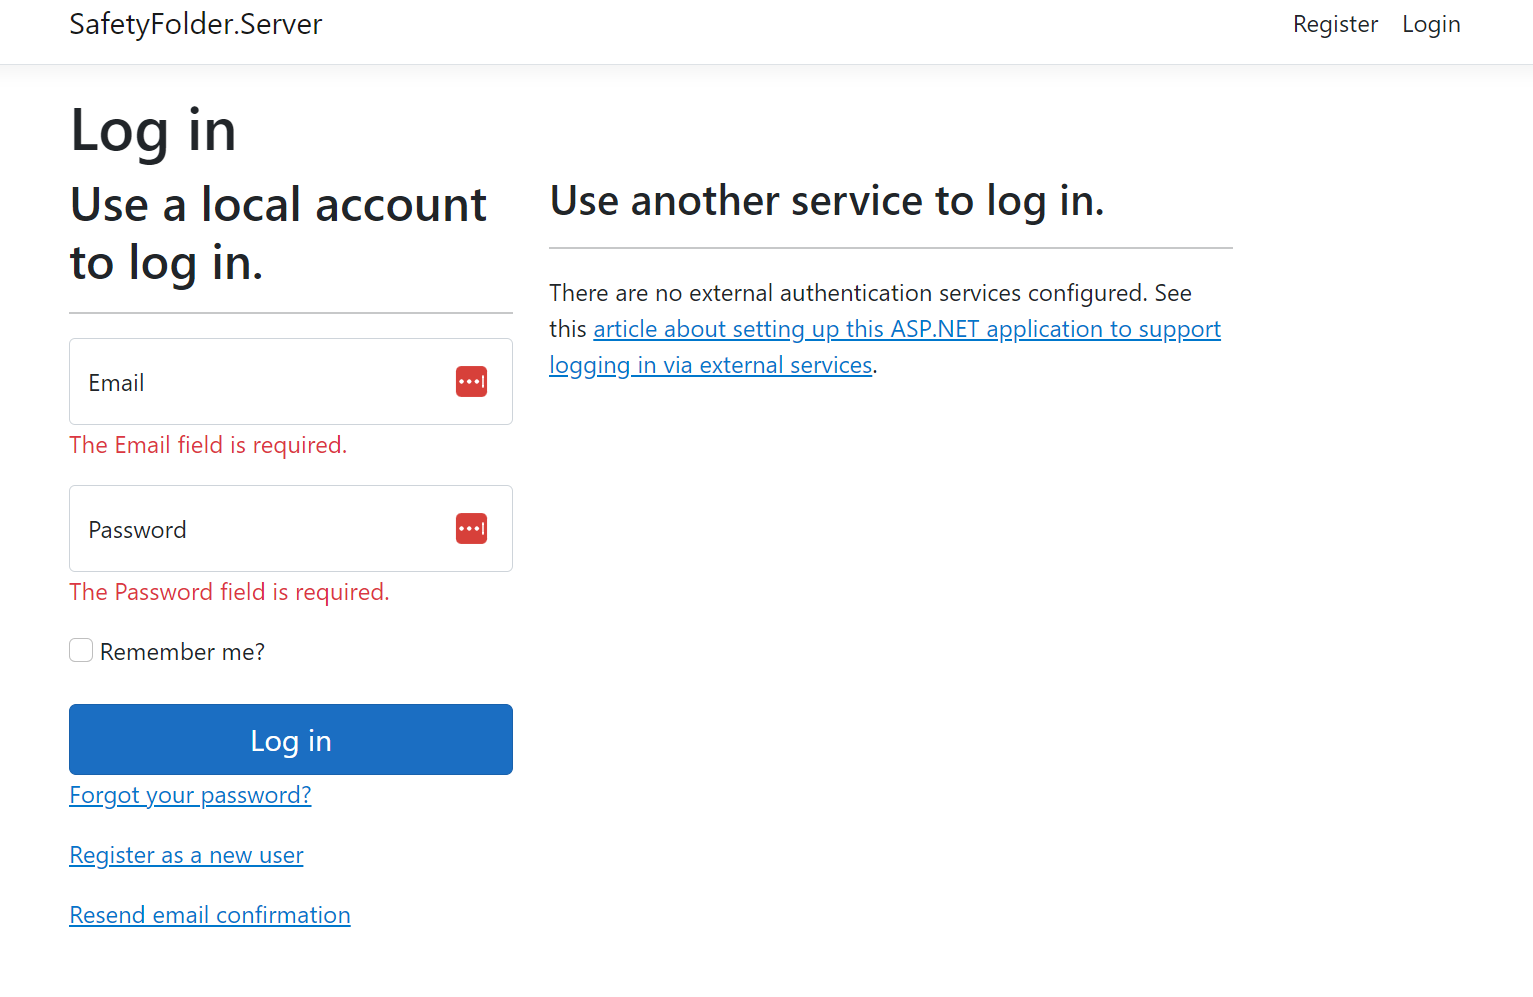 SafetyFolder.Server
Register
Login
Log in
Use a local account
to log in.
Email
The Email field is required.
Password
The Password field is required.
Remember me?
Log in
Forgot your password?
Register as a new user
Resend email confirmation
Use another service to log in.
There are no external authentication services configured. See
this article about setting up this ASP.NET application to support
logging in via external services.